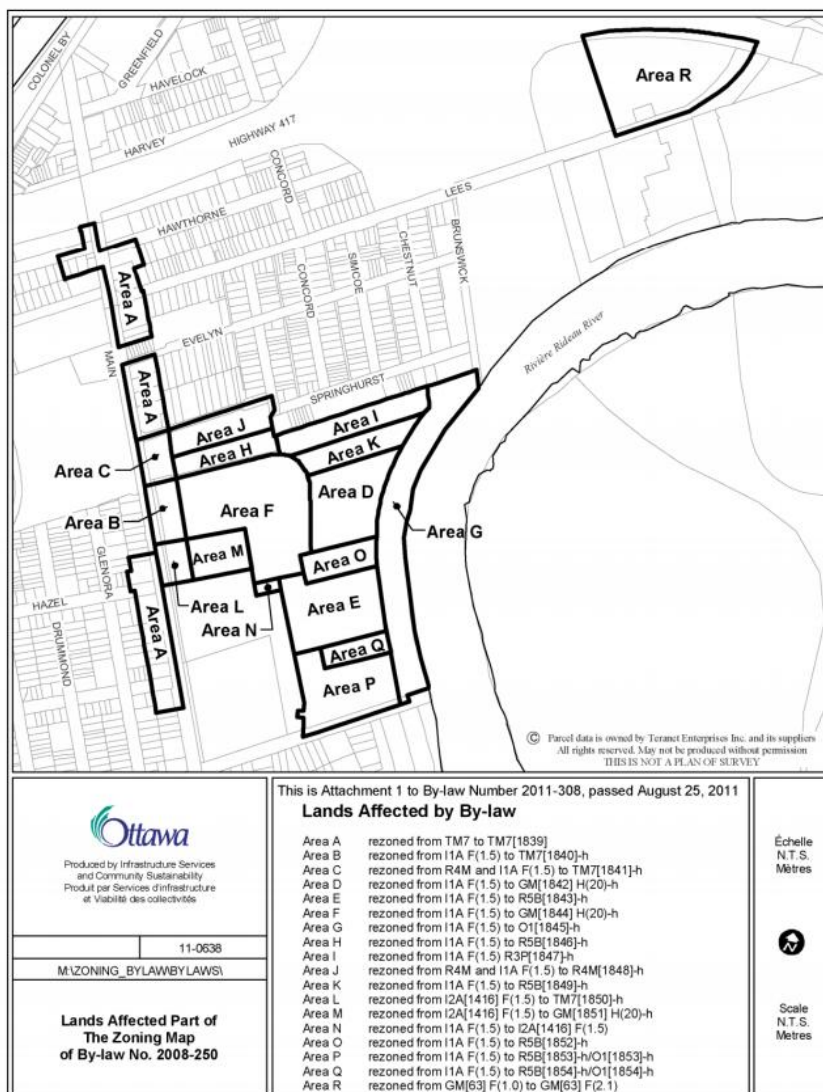 COLONEL BY
GREENFIELD
HAVELOCK
HARVEY
HIGHWAY 417
Area R
CONCORD
LEES
HAWTHORNE
BRUNSWICK
CHESTNUT
SIMCOE
CONCORD
Area A
EVELYN
MAIN
Rivière Rideau River
SPRINGHURST
Area A
Area J
Area I
Area H
Area K
Area C
Area D
Area B
Area F
Area G
GLENORA
Area M
Area O
HAZEL
Area L
Area E
Area N
Area A
DRUMMOND
Area Q
Area P
© Parcel data is owned by Teranet Enterprises Inc. and its suppliers
All rights reserved. May not be produced without permission
THIS IS NOT A PLAN OF SURVEY
Ottawa
Produced by Infrastructure Services
and Community Sustainability
Produit par Services d'infrastructure
et Viabilité des collectivités
11-0638
M:\ZONING_BYLAW\BYLAWS\
Lands Affected Part of
The Zoning Map
of By-law No. 2008-250
This is Attachment 1 to By-law Number 2011-308, passed August 25, 2011
Lands Affected by By-law
Area A rezoned from TM7 to TM7[1839]
Area B rezoned from I1A F(1.5) to TM7[1840]-h
Area C rezoned from R4M and I1A F(1.5) to TM7[1841]-h
Area D rezoned from I1A F(1.5) to GM[1842] H(20)-h
Area E rezoned from I1A F(1.5) to R5B[1843]-h
Area F rezoned from I1A F(1.5) to GM[1844] H(20)-h
Area G rezoned from I1A F(1.5) to O1[1845]-h
Area H rezoned from I1A F(1.5) to R5B[1846]-h
Area I rezoned from I1A F(1.5) R3P[1847]-h
Area J rezoned from R4M and I1A F(1.5) to R4M[1848]-h
Area K rezoned from I1A F(1.5) to R5B[1849]-h
Area L rezoned from I2A[1416] F(1.5) to TM7[1850]-h
Area M rezoned from I2A[1416] F(1.5) to GM[1851] H(20)-h
Area N rezoned from I1A F(1.5) to I2A[1416] F(1.5)
Area O rezoned from I1A F(1.5) to R5B[1852]-h
Area P rezoned from I1A F(1.5) to R5B[1853]-h/O1[1853]-h
Area Q rezoned from I1A F(1.5) to R5B[1854]-h/O1[1854]-h
Area R rezoned from GM[63] F(1.0) to GM[63] F(2.1)
Échelle
N.T.S.
Mètres
N
Scale
N.T.S.
Metres